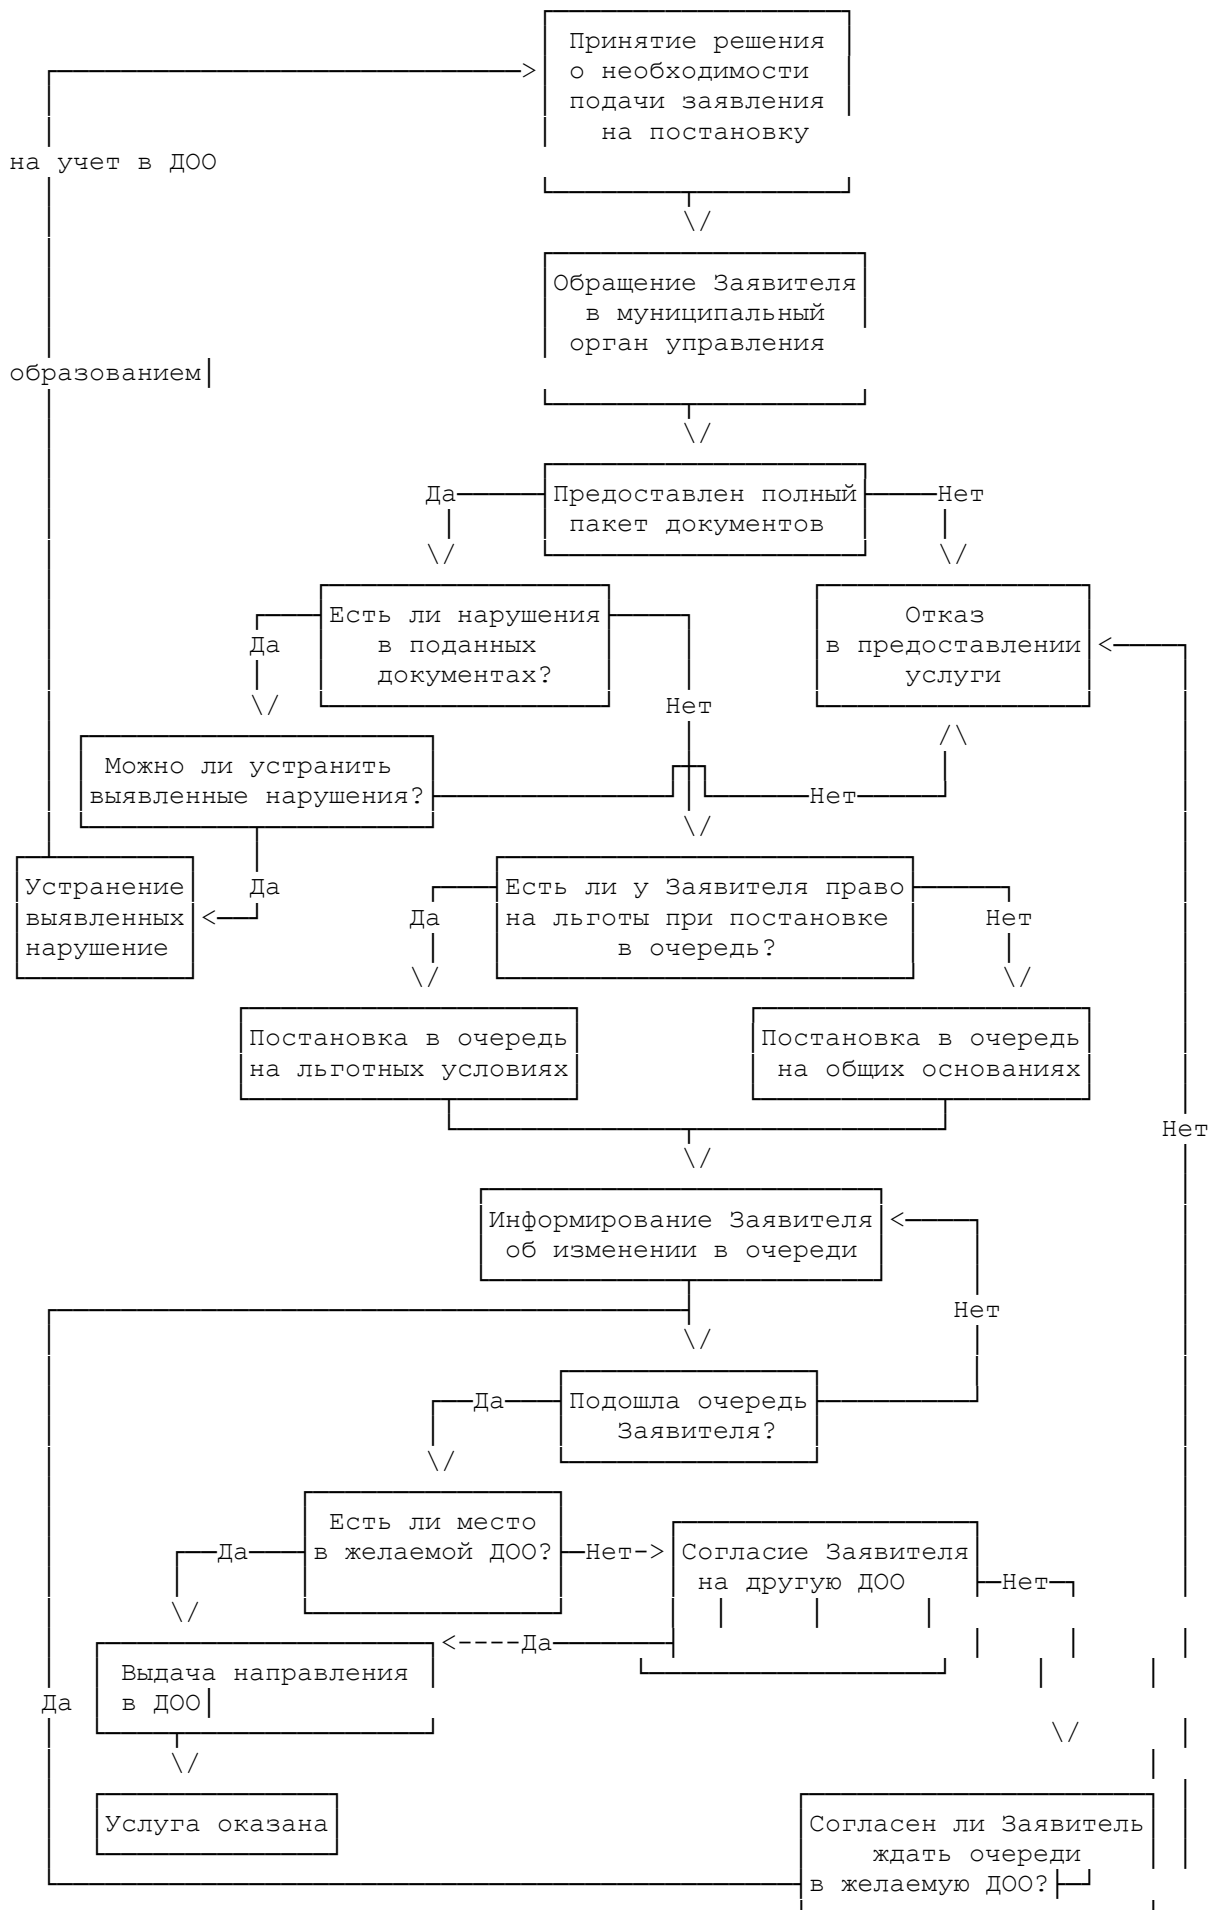 Принятие решения
о необходимости
подачи заявления
на постановку
на учет в ДОО
Обращение Заявителя
в муниципальный
орган управления
образованием
Да
Предоставлен полный
пакет документов
Нет
Есть ли нарушения
в поданных
документах?
Да
Нет
Отказ
в предоставлении
услуги
Можно ли устранить
выявленные нарушения?
Нет
Да
Устранение
выявленных
нарушение
Есть ли у Заявителя право
на льготы при постановке
в очередь?
Да
Нет
Постановка в очередь
на льготных условиях
Постановка в очередь
на общих основаниях
Нет
Информирование Заявителя
об изменении в очереди
Нет
Да
Подошла очередь
Заявителя?
Есть ли место
в желаемой ДОО?
Да
Нет->
Согласие Заявителя
на другую ДОО
Нет
<----Да
Выдача направления
в ДОО
Да
Услуга оказана
Согласен ли Заявитель
ждать очереди
в желаемую ДОО?